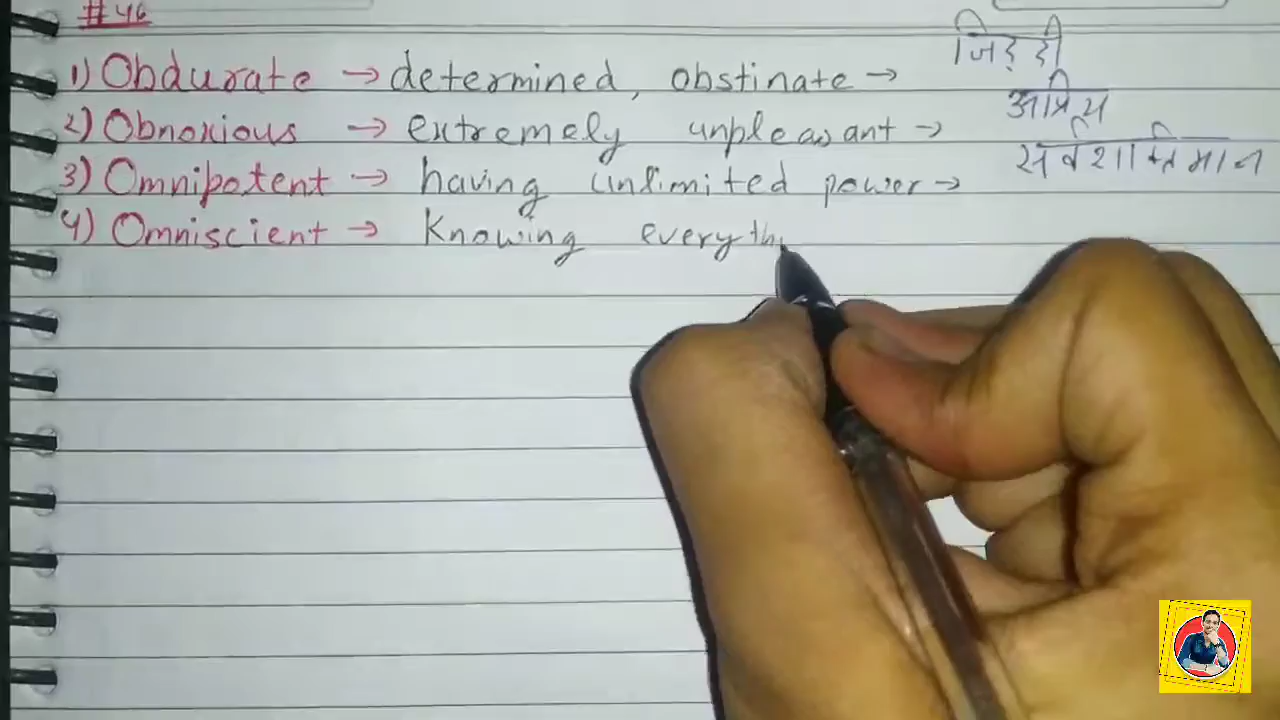 #46
1) Obdurate → determined, obstinate → जिद्दी
2) Obnoxious → extremely unpleasant → अप्रिय
3) Omnipotent → having unlimited power → सर्वशक्तिमान
4) Omniscient → Knowing everyth